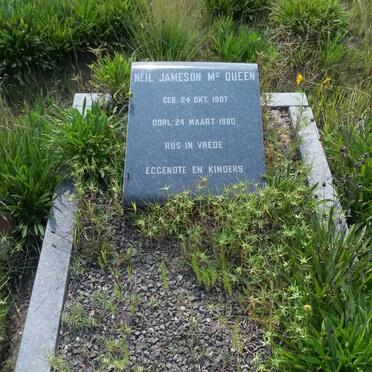 NEIL JAMESON Mc QUEEN
GEB. 24 OKT. 1907
OORL. 24 MAART 1980
RUS IN VREDE
EGGENOTE EN KINDERS